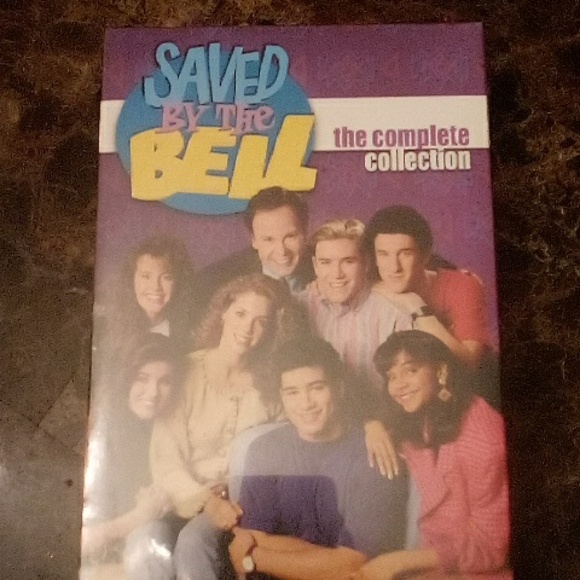 SAVED
BY THE
BELL
the complete
collection